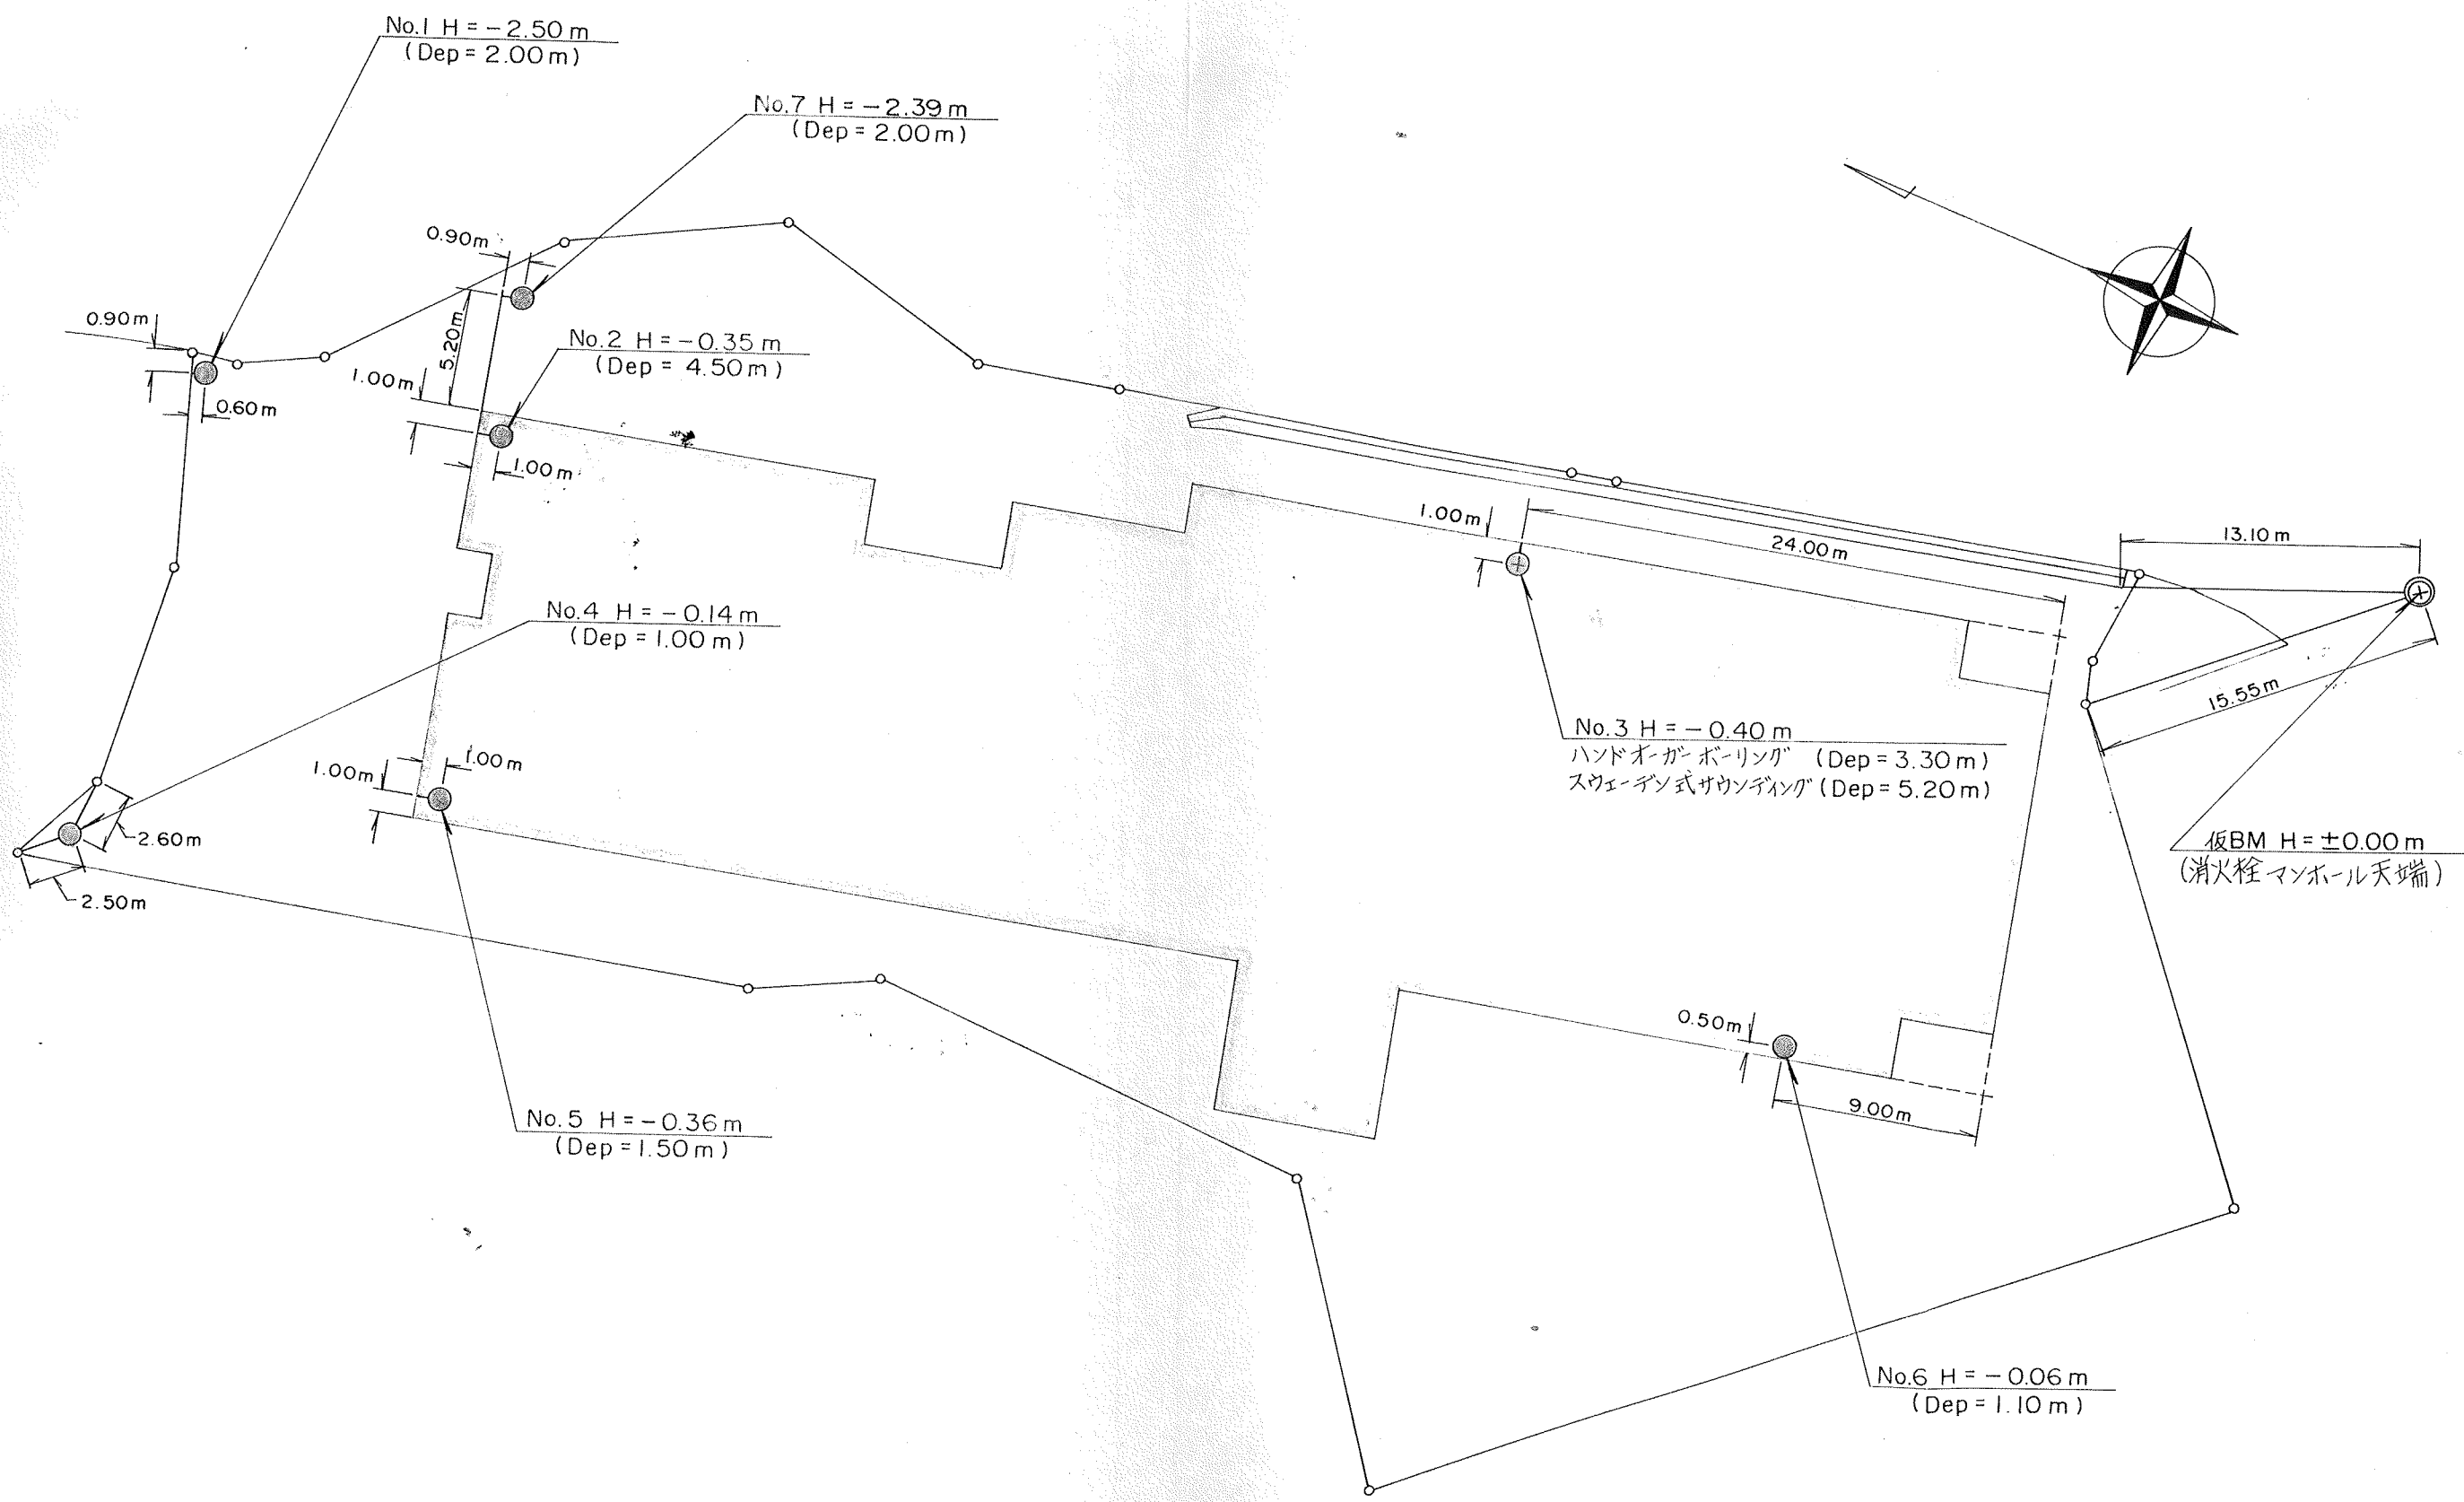 No.1 H = −2.50 m
(Dep = 2.00 m)
No.7 H = −2.39 m
(Dep = 2.00 m)
0.90m
5.20m
0.90m
0.60m
No.2 H = −0.35 m
(Dep = 4.50 m)
1.00m
1.00m
1.00m
24.00m
13.10 m
15.55m
No.4 H = −0.14 m
(Dep = 1.00 m)
No.3 H = −0.40 m
ハンドオーガーボーリング (Dep = 3.30 m)
スウェーデン式サウンディング (Dep = 5.20 m)
1.00m
1.00m
2.60m
2.50m
仮BM H = ±0.00 m
(消火栓マンホール天端)
0.50m
9.00m
No.5 H = −0.36 m
(Dep = 1.50 m)
No.6 H = −0.06 m
(Dep = 1.10 m)